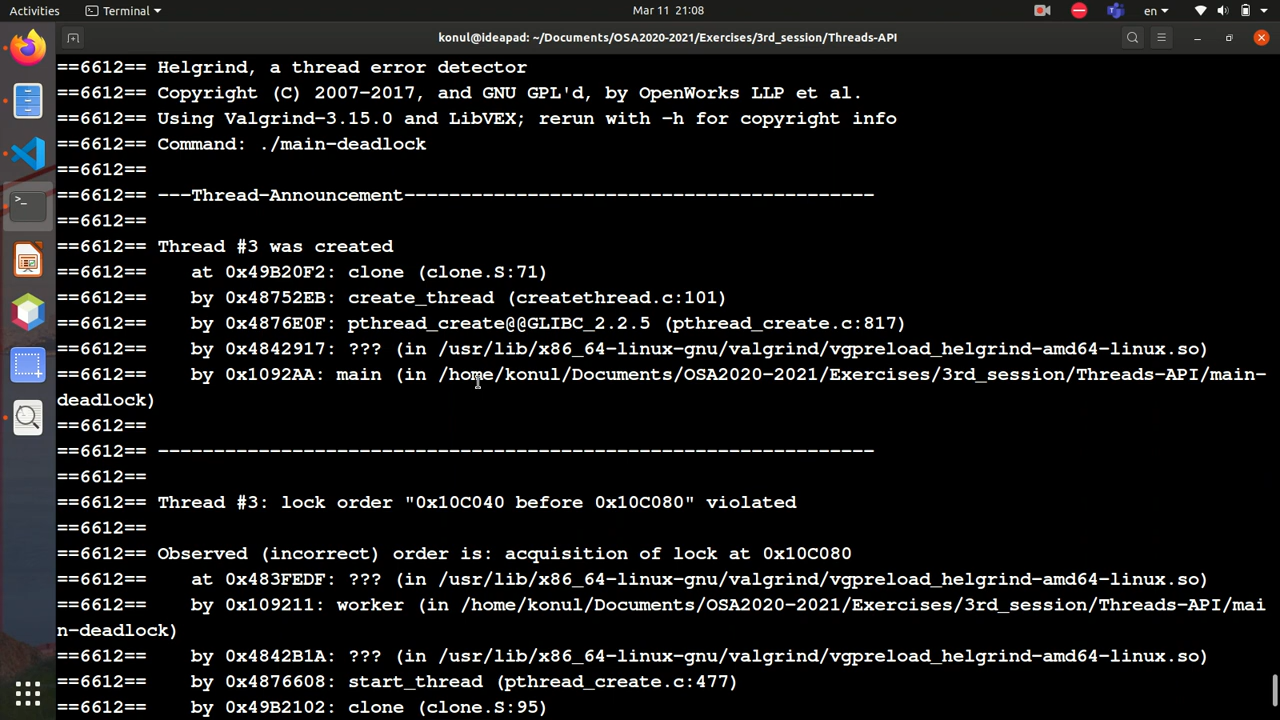 Activities
Terminal
Mar 11 21:08
en
konul@ideapad: ~/Documents/OSA2020-2021/Exercises/3rd_session/Threads-API
==6612== Helgrind, a thread error detector
==6612== Copyright (C) 2007-2017, and GNU GPL'd, by OpenWorks LLP et al.
==6612== Using Valgrind-3.15.0 and LibVEX; rerun with -h for copyright info
==6612== Command: ./main-deadlock
==6612==
==6612== ---Thread-Announcement------------------------------------------
==6612==
==6612== Thread #3 was created
==6612==    at 0x49B20F2: clone (clone.S:71)
==6612==    by 0x48752EB: create_thread (createthread.c:101)
==6612==    by 0x4876E0F: pthread_create@@GLIBC_2.2.5 (pthread_create.c:817)
==6612==    by 0x4842917: ??? (in /usr/lib/x86_64-linux-gnu/valgrind/vgpreload_helgrind-amd64-linux.so)
==6612==    by 0x1092AA: main (in /home/konul/Documents/OSA2020-2021/Exercises/3rd_session/Threads-API/main-
deadlock)
==6612==
==6612== ----------------------------------------------------------------
==6612==
==6612== Thread #3: lock order "0x10C040 before 0x10C080" violated
==6612==
==6612== Observed (incorrect) order is: acquisition of lock at 0x10C080
==6612==    at 0x483FEDF: ??? (in /usr/lib/x86_64-linux-gnu/valgrind/vgpreload_helgrind-amd64-linux.so)
==6612==    by 0x109211: worker (in /home/konul/Documents/OSA2020-2021/Exercises/3rd_session/Threads-API/mai
n-deadlock)
==6612==    by 0x4842B1A: ??? (in /usr/lib/x86_64-linux-gnu/valgrind/vgpreload_helgrind-amd64-linux.so)
==6612==    by 0x4876608: start_thread (pthread_create.c:477)
==6612==    by 0x49B2102: clone (clone.S:95)